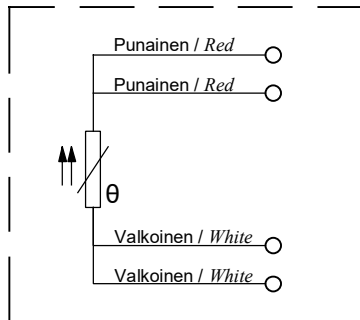 Punainen / Red
Punainen / Red
θ
Valkoinen / White
Valkoinen / White